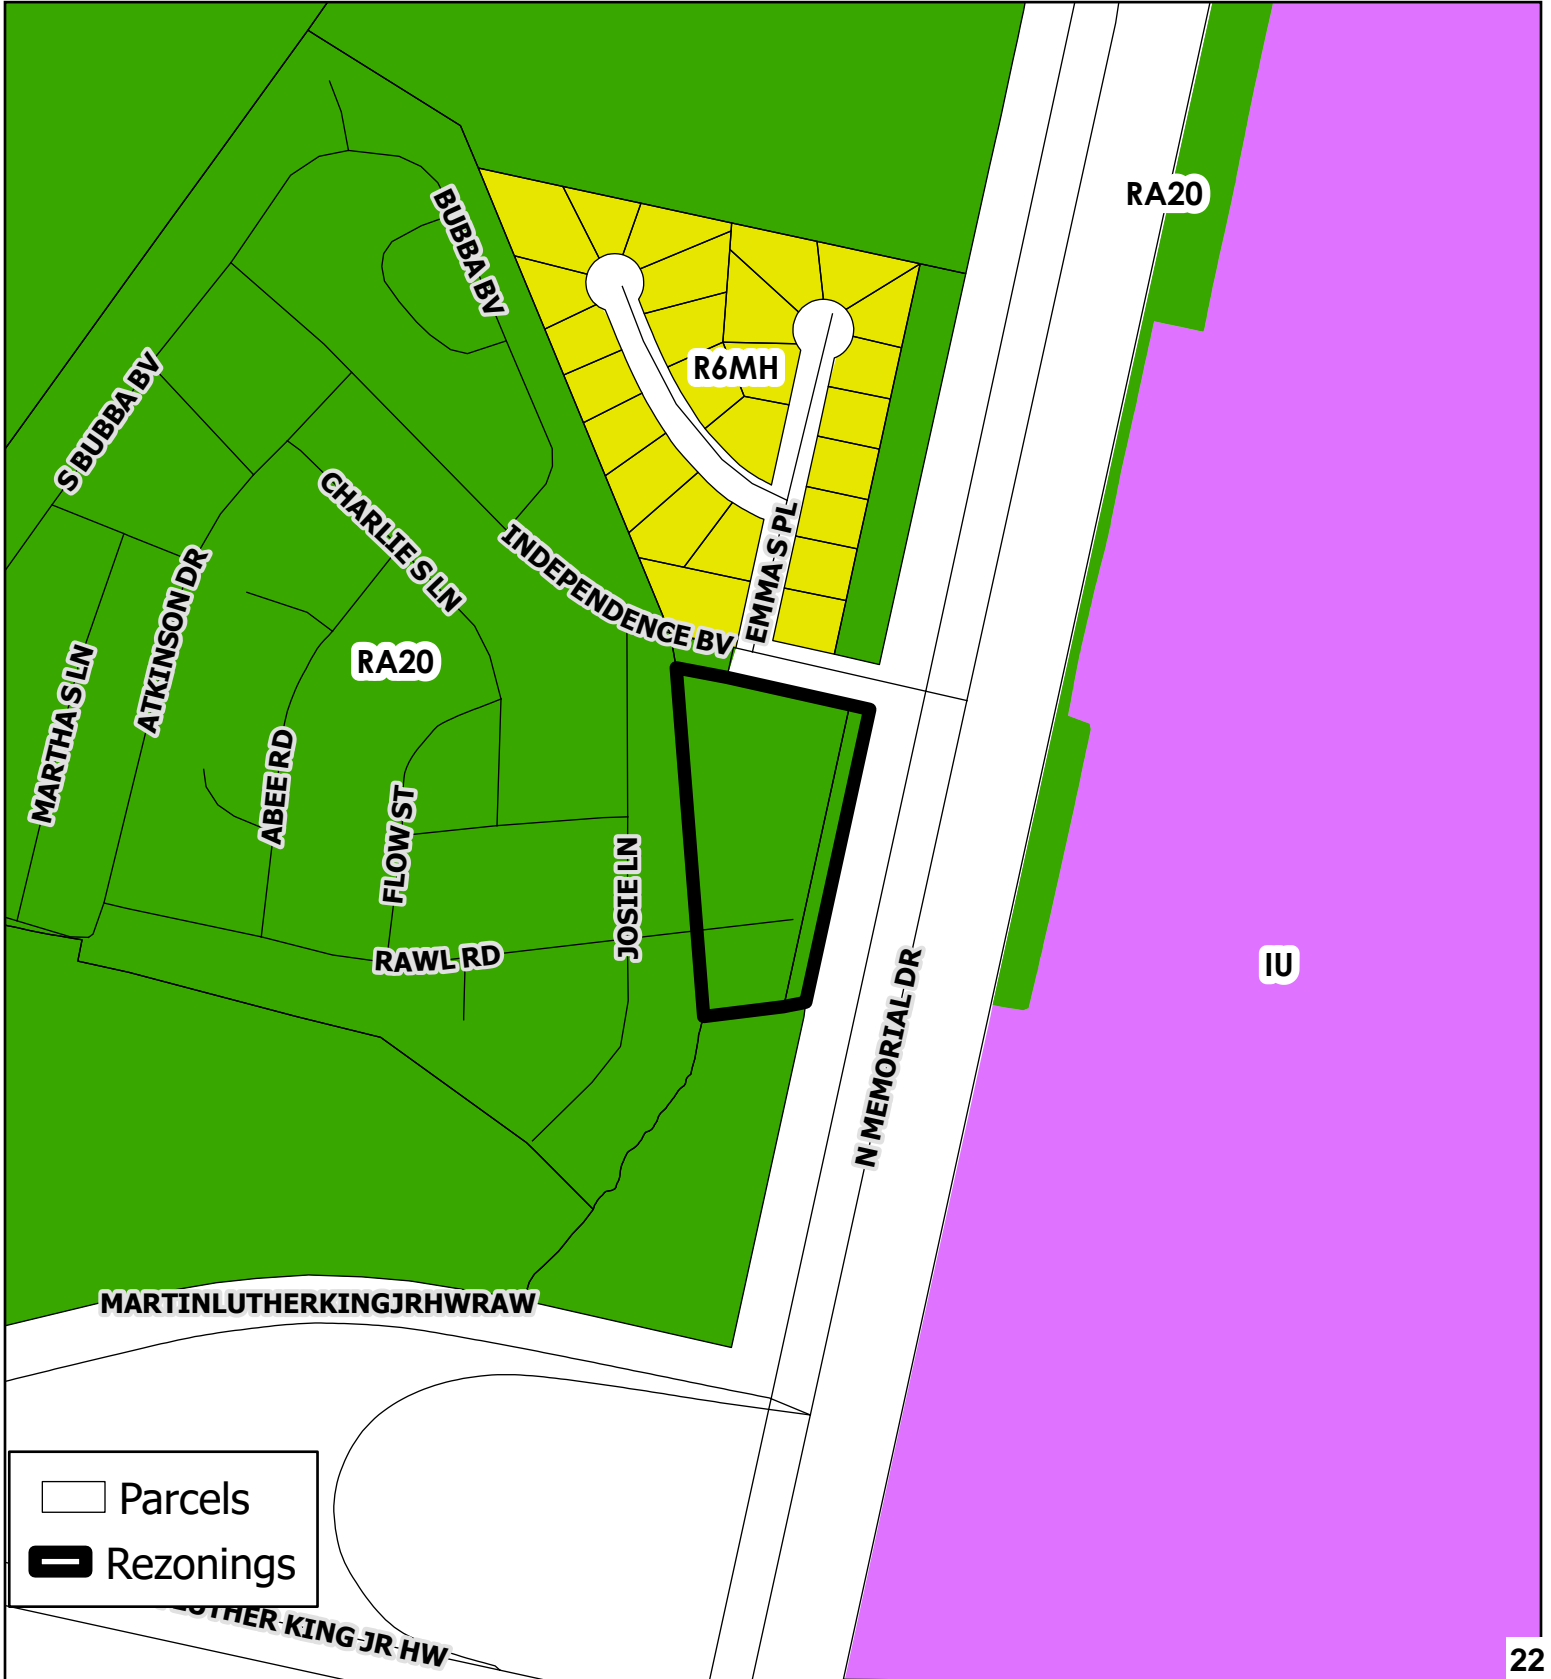 RA20
BUBBA BV
R6MH
S BUBBA BV
CHARLIE S LN
INDEPENDENCE BV
EMMA S PL
ATKINSON DR
MARTHA S LN
RA20
ABEE RD
FLOW ST
JOSIE LN
RAWL RD
N MEMORIAL DR
IU
MARTINLUTHERKINGJRHWRAW
Parcels
Rezonings
LUTHER KING JR HW
22